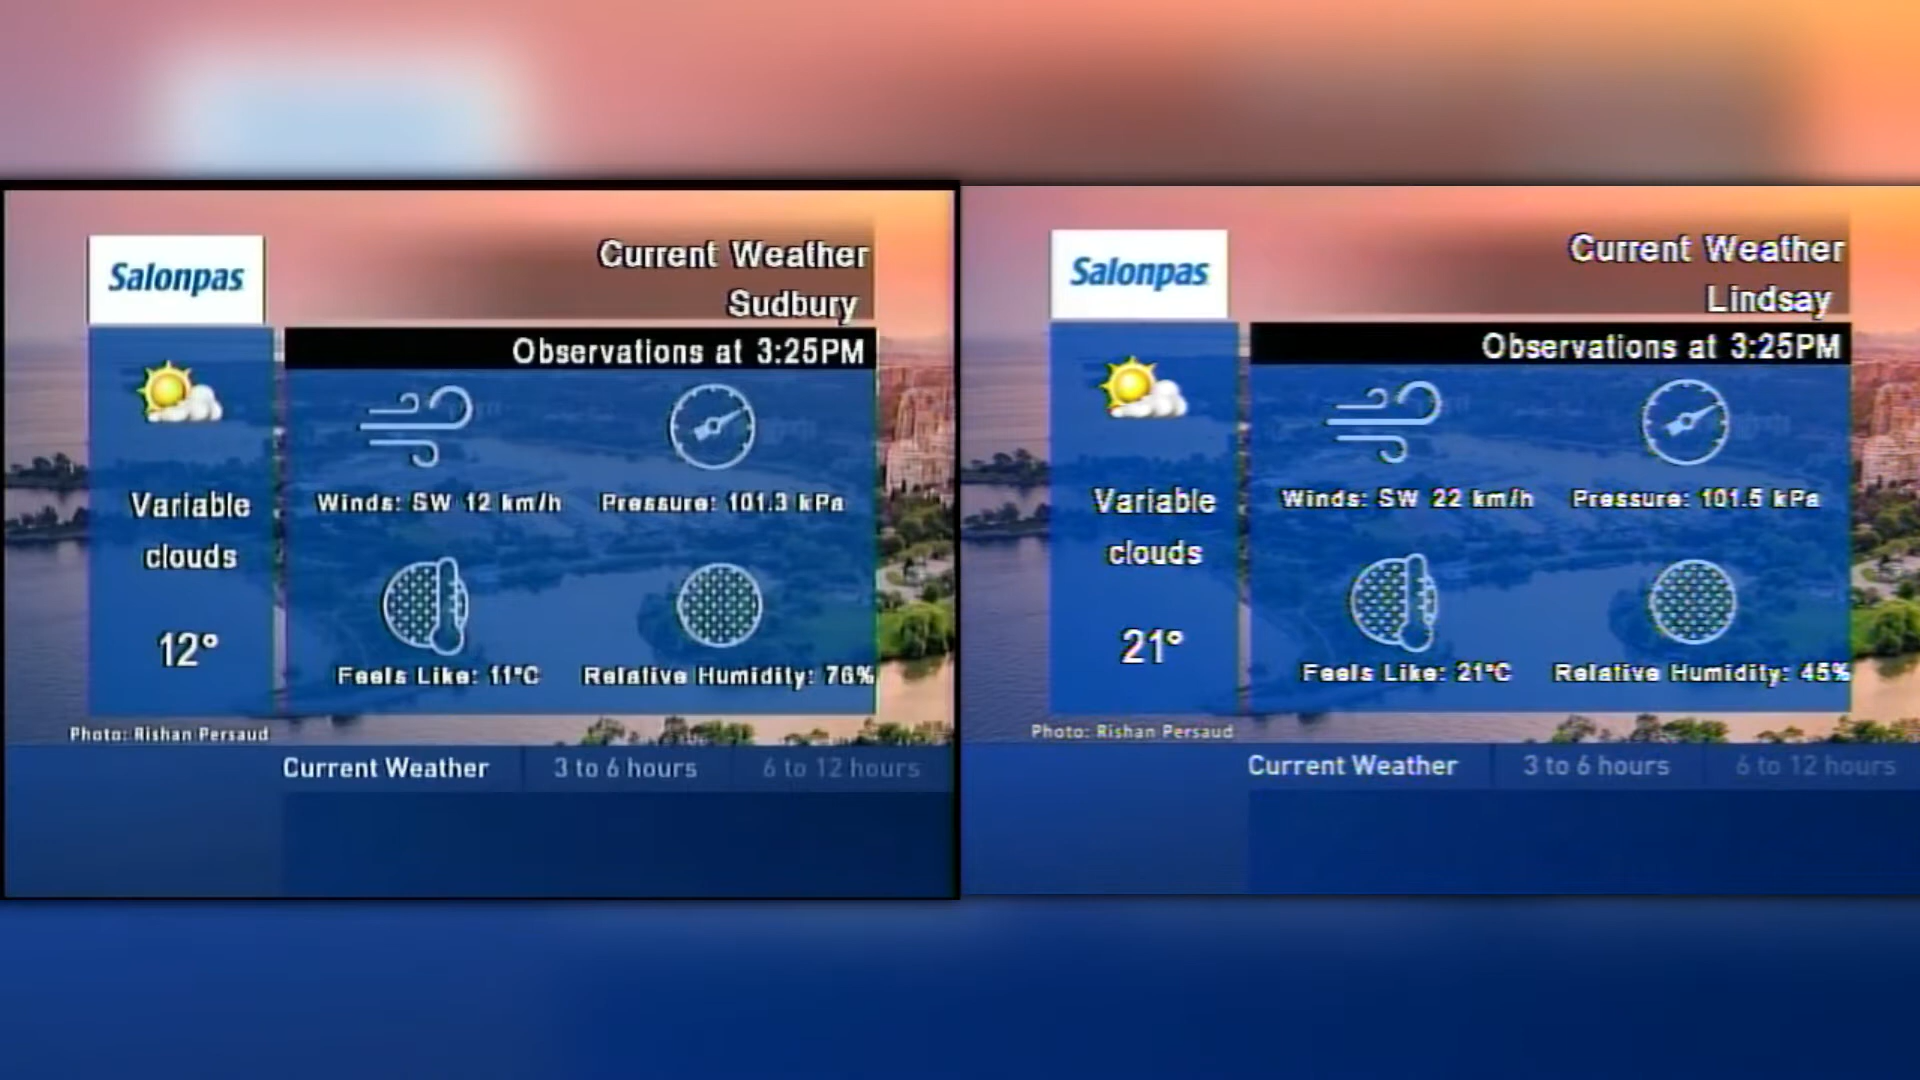 Salonpas
Current Weather
Sudbury
Observations at 3:25PM
Variable
clouds
12°
Winds: SW 12 km/h
Pressure: 101.3 kPa
Feels Like: 11°C
Relative Humidity: 76%
Photo: Rishan Persaud
Current Weather
3 to 6 hours
6 to 12 hours
Salonpas
Current Weather
Lindsay
Observations at 3:25PM
Variable
clouds
21°
Winds: SW 22 km/h
Pressure: 101.5 kPa
Feels Like: 21°C
Relative Humidity: 45%
Photo: Rishan Persaud
Current Weather
3 to 6 hours
6 to 12 hours